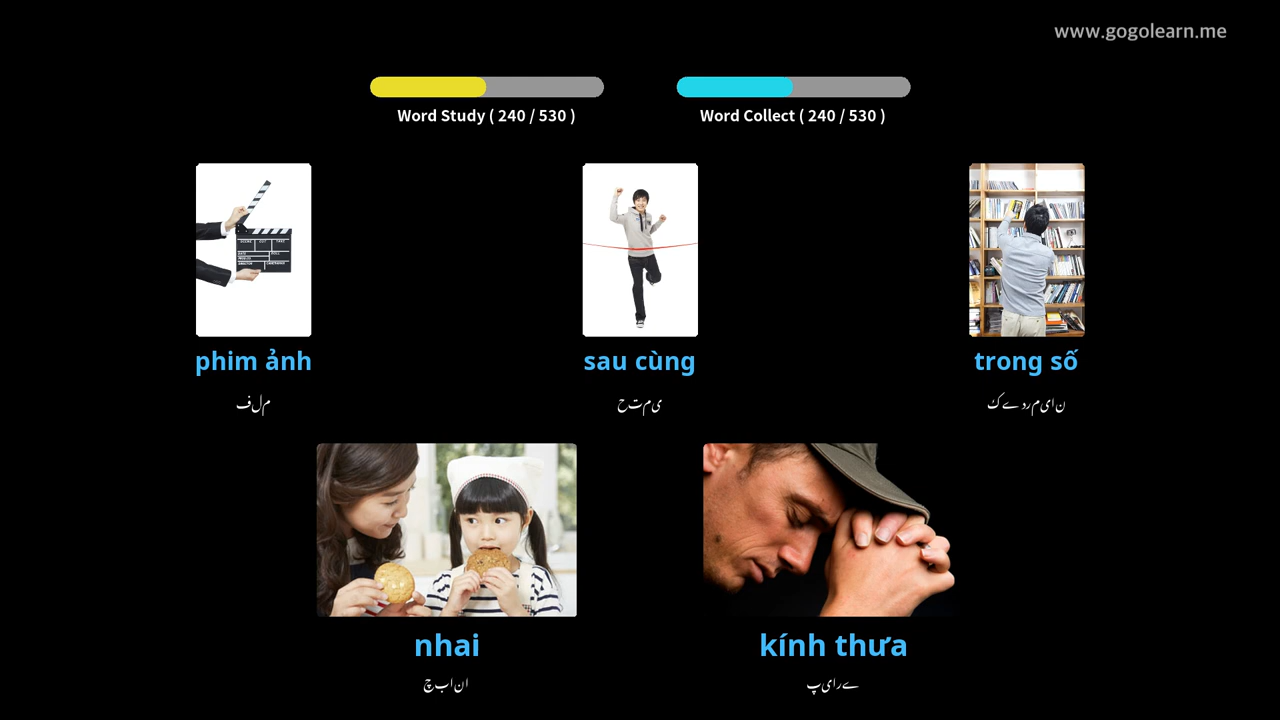 www.gogolearn.me
Word Study ( 240 / 530 )
Word Collect ( 240 / 530 )
phim ảnh
sau cùng
trong số
ملف
یمتح
نایمرد ےک
nhai
kính thưa
انابچ
ےرایپ